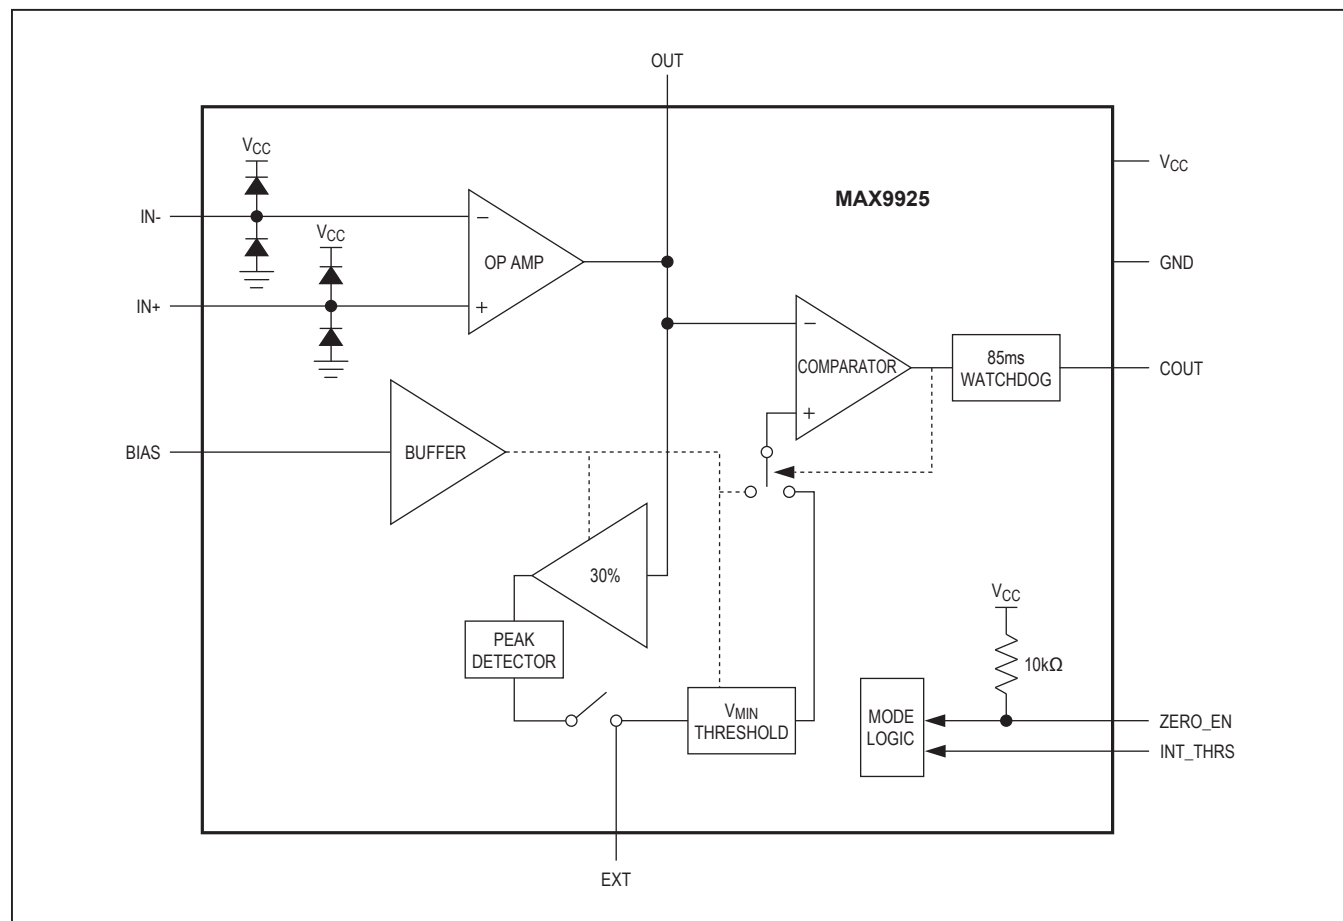 OUT
VCC
VCC
MAX9925
IN-
VCC
−
OP AMP
GND
IN+
+
−
COMPARATOR
85ms
WATCHDOG
COUT
+
BIAS
BUFFER
30%
VCC
PEAK
DETECTOR
10kΩ
VMIN
THRESHOLD
MODE
LOGIC
ZERO_EN
INT_THRS
EXT